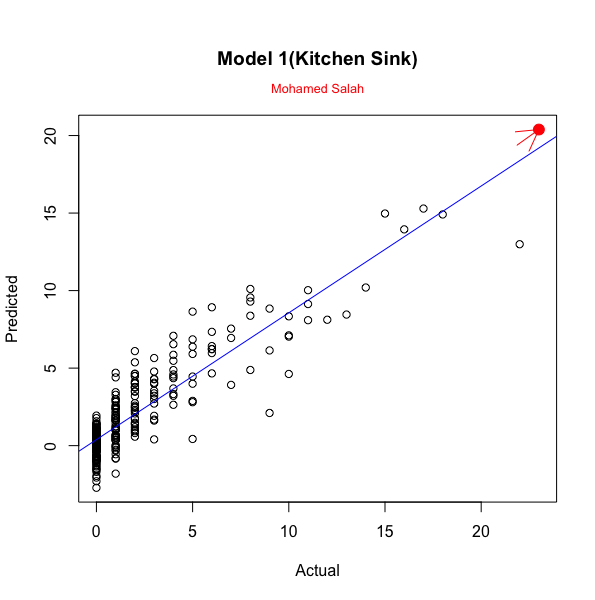 Model 1(Kitchen Sink)
Mohamed Salah
Predicted
20
15
10
5
0
0 5 10 15 20
Actual